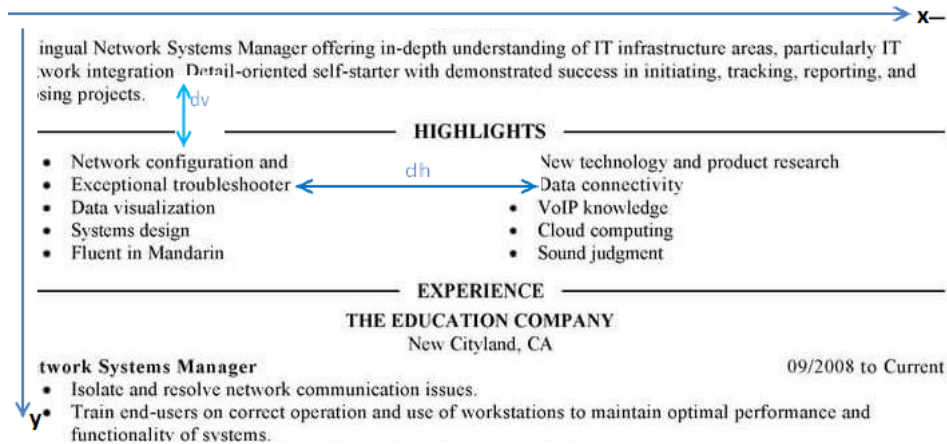 x
ingual Network Systems Manager offering in-depth understanding of IT infrastructure areas, particularly IT
work integration Detail-oriented self-starter with demonstrated success in initiating, tracking, reporting, and
sing projects.
dv
HIGHLIGHTS
• Network configuration and
• Exceptional troubleshooter
• Data visualization
• Systems design
• Fluent in Mandarin
dh
New technology and product research
Data connectivity
• VoIP knowledge
• Cloud computing
• Sound judgment
EXPERIENCE
THE EDUCATION COMPANY
New Cityland, CA
twork Systems Manager 09/2008 to Current
• Isolate and resolve network communication issues.
y
• Train end-users on correct operation and use of workstations to maintain optimal performance and
functionality of systems.